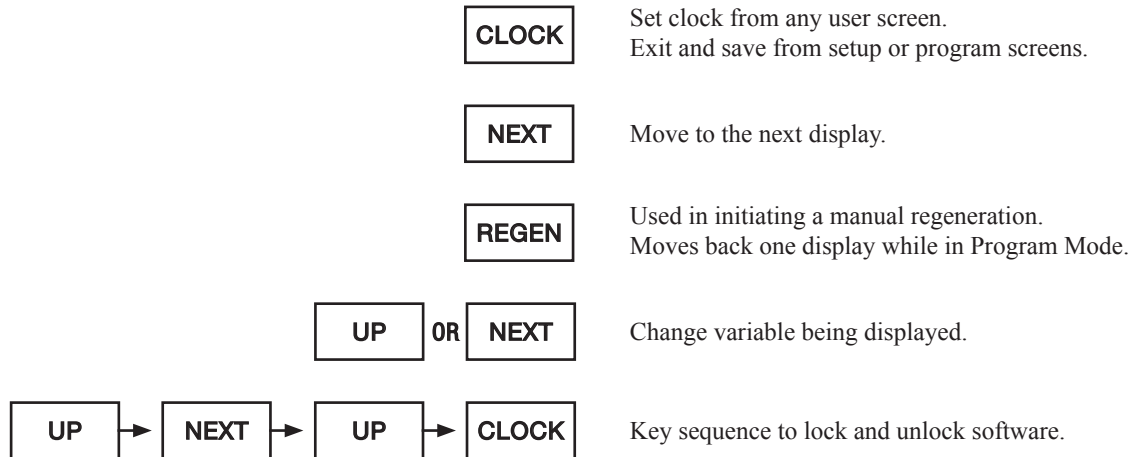 CLOCK Set clock from any user screen.
Exit and save from setup or program screens.
NEXT Move to the next display.
REGEN Used in initiating a manual regeneration.
Moves back one display while in Program Mode.
UP OR NEXT Change variable being displayed.
UP NEXT UP CLOCK Key sequence to lock and unlock software.